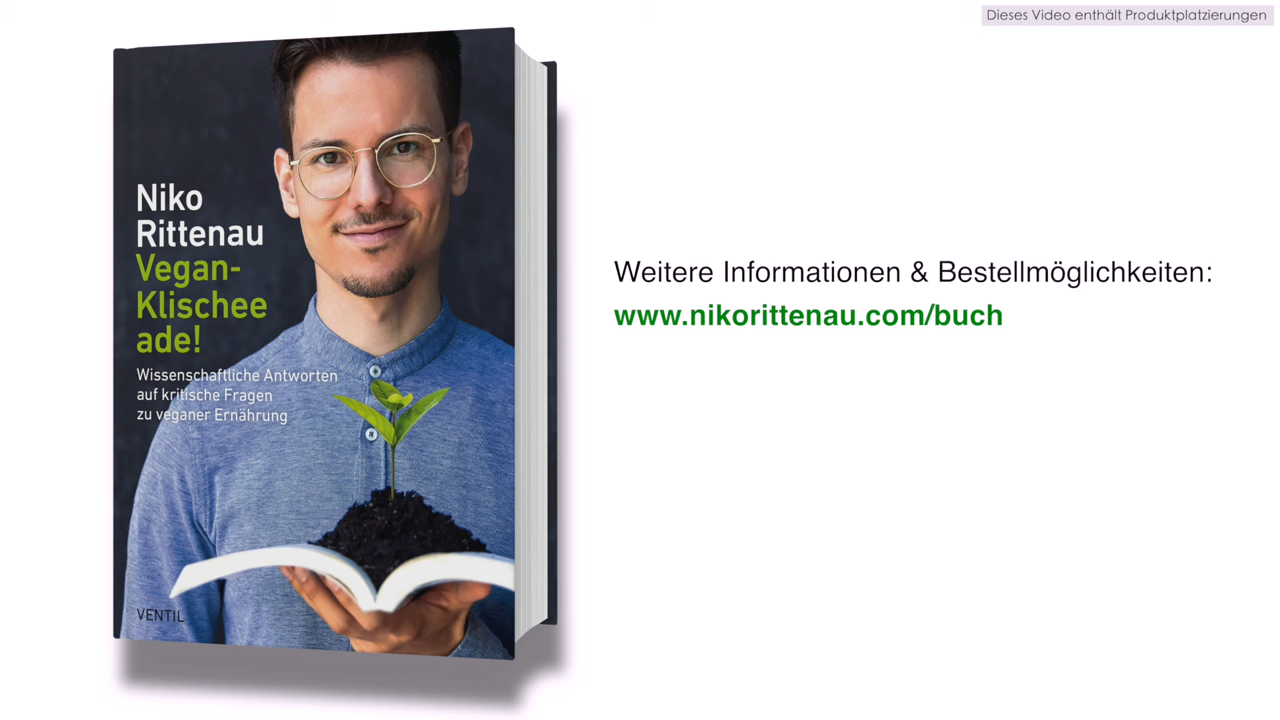 Dieses Video enthält Produktplatzierungen
Niko
Rittenau
Vegan-
Klischee
ade!
Wissenschaftliche Antworten
auf kritische Fragen
zu veganer Ernährung
VENTIL
Weitere Informationen & Bestellmöglichkeiten:
www.nikorittenau.com/buch